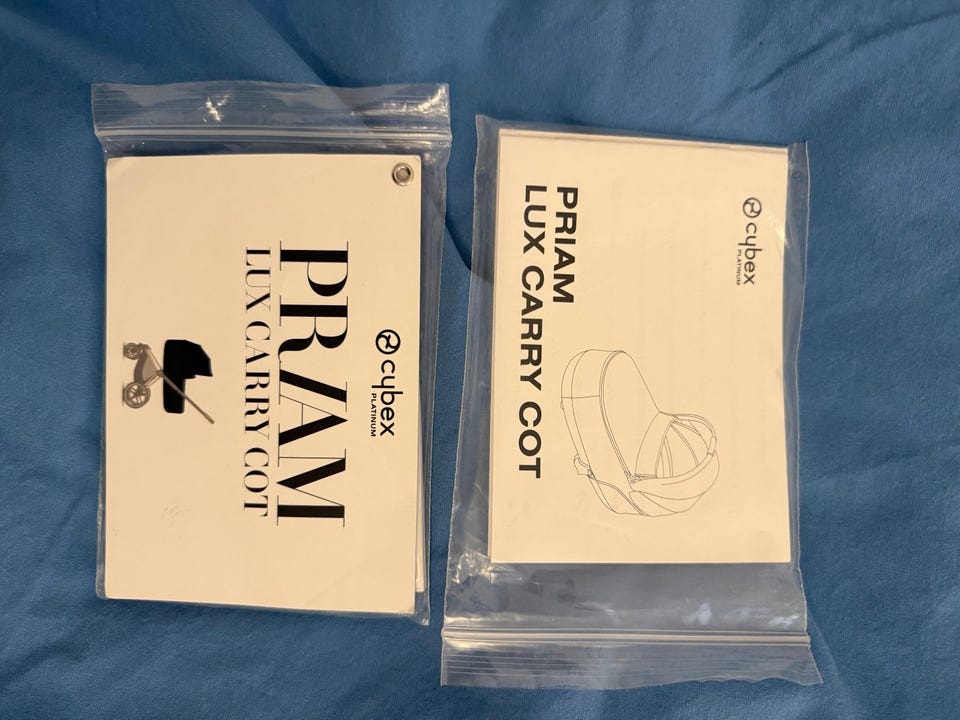 cybex
PLATINUM
PRIAM
LUX CARRY COT
cybex
PLATINUM
PRIAM
LUX CARRY COT